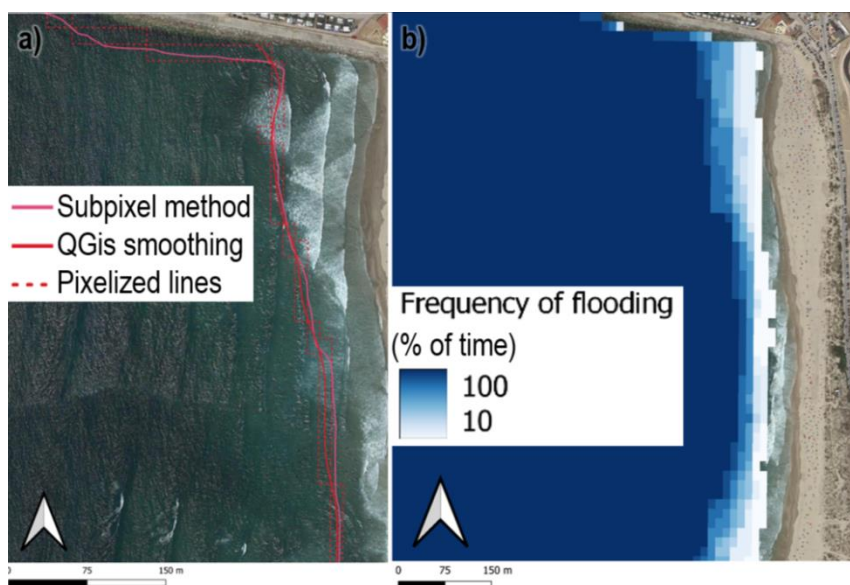 a)
Subpixel method
QGis smoothing
Pixelized lines
0 75 150 m
b)
Frequency of flooding
(% of time)
100
10
0 75 150 m